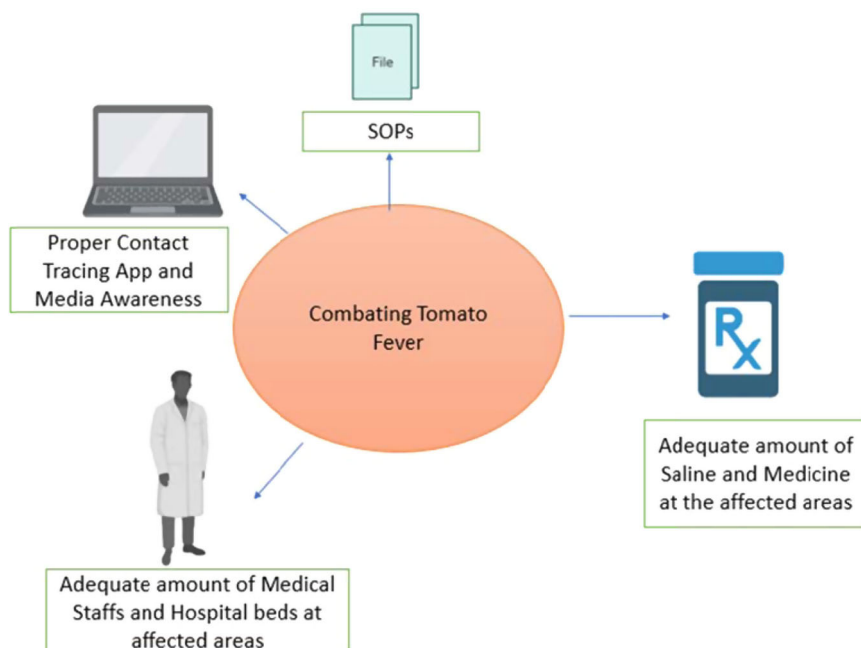 File
SOPs
Proper Contact
Tracing App and
Media Awareness
Combating Tomato
Fever
Rx
Adequate amount of
Saline and Medicine
at the affected areas
Adequate amount of Medical
Staffs and Hospital beds at
affected areas